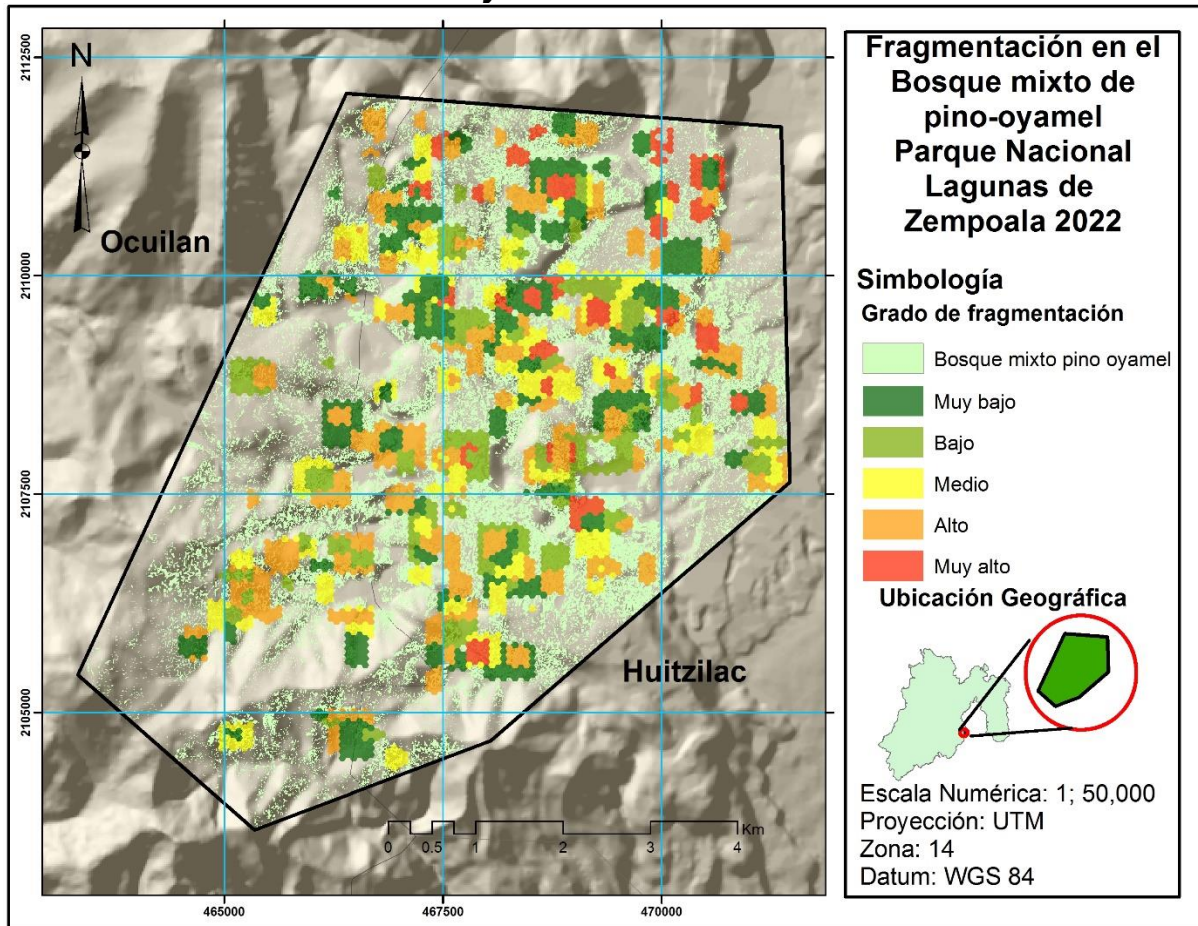 Fragmentación en el
Bosque mixto de
pino-oyamel
Parque Nacional
Lagunas de
Zempoala 2022
Simbología
Grado de fragmentación
Bosque mixto pino oyamel
Muy bajo
Bajo
Medio
Alto
Muy alto
Ubicación Geográfica
Escala Numérica: 1; 50,000
Proyección: UTM
Zona: 14
Datum: WGS 84
N
Ocuilan
Huitzilac
2112500
2110000
2107500
2105000
465000
467500
470000
0 0.5 1 2 3 4 Km